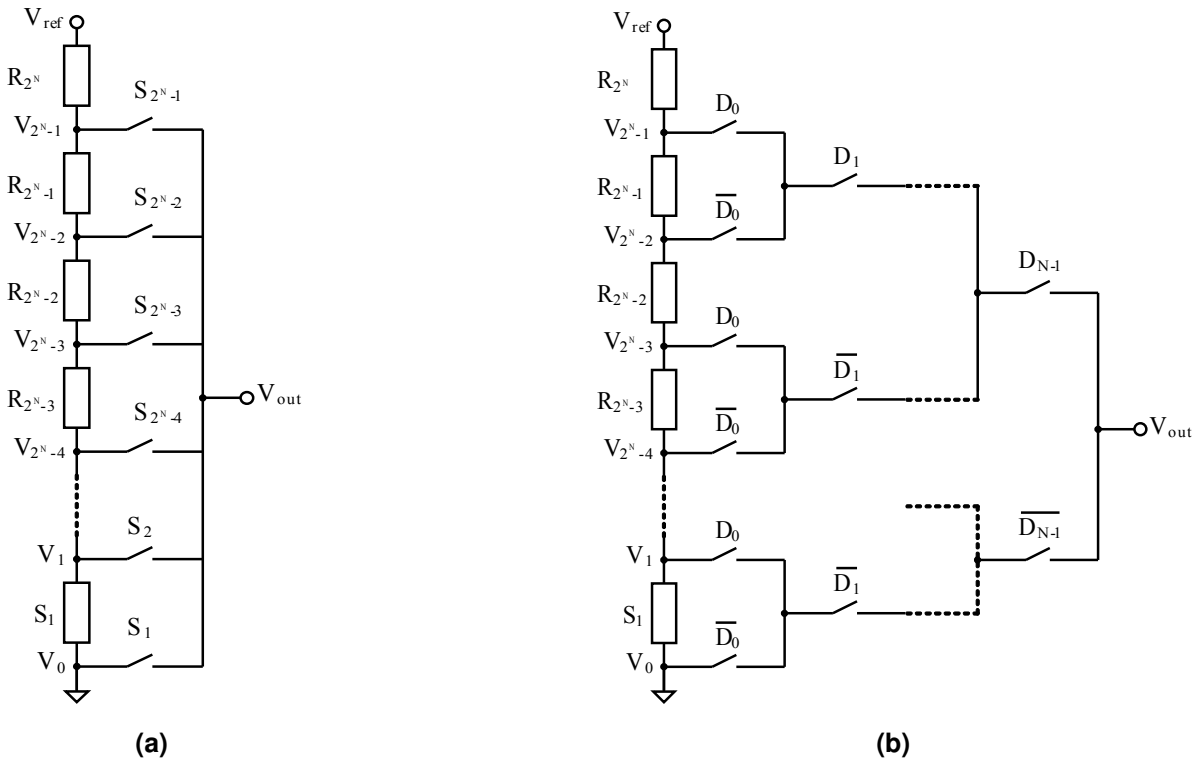 V_ref
R_2^N
S_2^N-1
V_2^N-1
R_2^N-1
S_2^N-2
V_2^N-2
R_2^N-2
S_2^N-3
V_2^N-3
R_2^N-3
S_2^N-4
V_2^N-4
V_out
S_2
V_1
S_1
S_1
V_0
(a)
V_ref
R_2^N
D_0
V_2^N-1
D_1
R_2^N-1
D̅_0
V_2^N-2
D_N-1
R_2^N-2
D_0
V_2^N-3
D̅_1
R_2^N-3
D̅_0
V_2^N-4
V_out
D_0
D̅_N-1
V_1
D̅_1
S_1
D̅_0
V_0
(b)